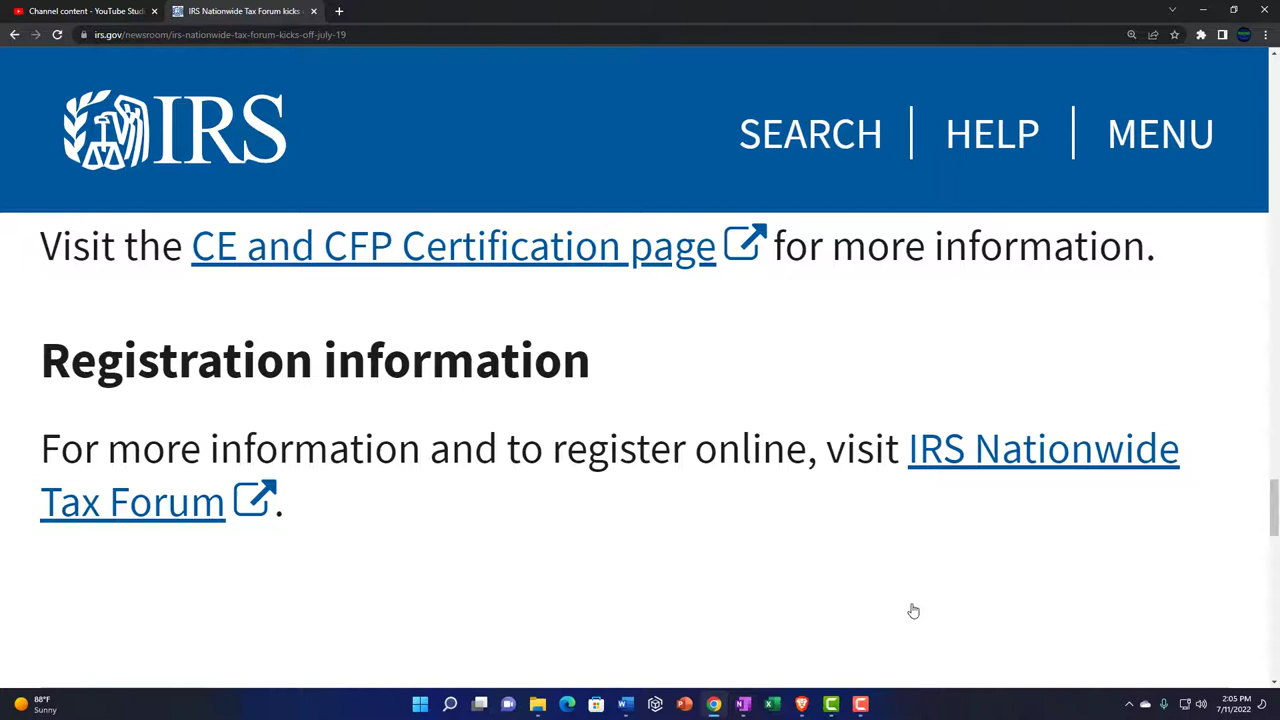 Channel content - YouTube Studi
IRS Nationwide Tax Forum kicks
irs.gov/newsroom/irs-nationwide-tax-forum-kicks-off-july-19
IRS
SEARCH
HELP
MENU
Visit the CE and CFP Certification page for more information.
Registration information
For more information and to register online, visit IRS Nationwide
Tax Forum.
88°F
Sunny
2:05 PM
7/11/2022